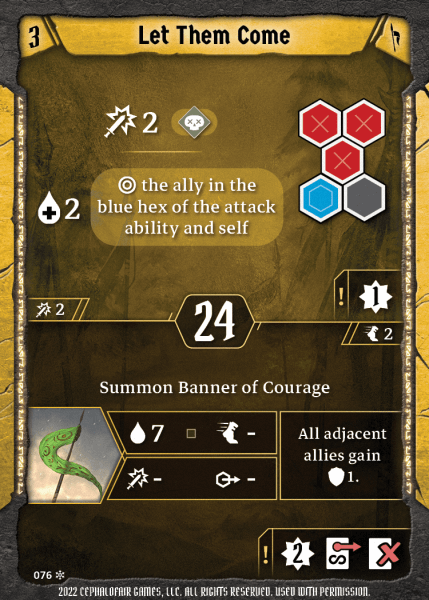 3
Let Them Come
2
2
the ally in the
blue hex of the attack
ability and self
! 1
2
24
2
Summon Banner of Courage
7 -
- -
All adjacent
allies gain
1.
! 2
076
2022 CEPHALOFAIR GAMES, LLC. ALL RIGHTS RESERVED. USED WITH PERMISSION.